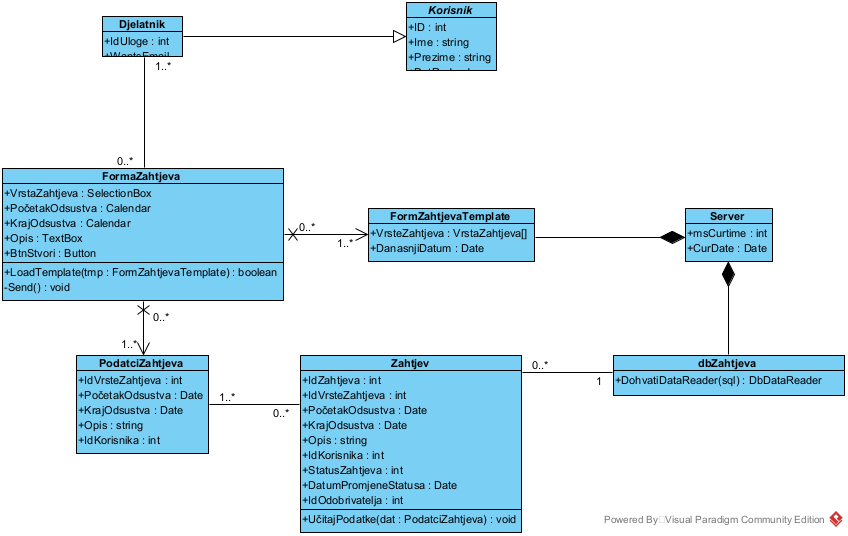 Djelatnik
+IdUloge : int
Korisnik
+ID : int
+Ime : string
+Prezime : string
1..*
0..*
FormaZahtjeva
+VrstaZahtjeva : SelectionBox
+PočetakOdsustva : Calendar
+KrajOdsustva : Calendar
+Opis : TextBox
+BtnStvori : Button
+LoadTemplate(tmp : FormZahtjevaTemplate) : boolean
-Send() : void
0..*
1..*
FormZahtjevaTemplate
+VrsteZahtjeva : VrstaZahtjeva[]
+DanasnjiDatum : Date
Server
+msCurtime : int
+CurDate : Date
0..*
1..*
PodatciZahtjeva
+IdVrsteZahtjeva : int
+PočetakOdsustva : Date
+KrajOdsustva : Date
+Opis : string
+IdKorisnika : int
1..*
0..*
Zahtjev
+IdZahtjeva : int
+IdVrsteZahtjeva : int
+PočetakOdsustva : Date
+KrajOdsustva : Date
+Opis : string
+IdKorisnika : int
+StatusZahtjeva : int
+DatumPromjeneStatusa : Date
+IdOdobrivatelja : int
+UčitajPodatke(dat : PodatciZahtjeva) : void
0..*
1
dbZahtjeva
+DohvatiDataReader(sql) : DbDataReader
Powered By Visual Paradigm Community Edition